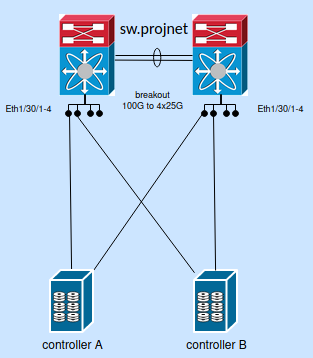 sw.projnet
breakout
100G to 4x25G
Eth1/30/1-4
Eth1/30/1-4
controller A
controller B